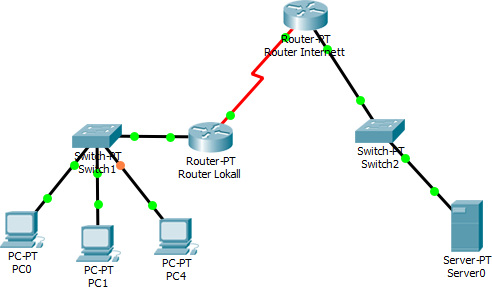 Router-PT
Router Internett
Router-PT
Router Lokall
Switch-PT
Switch1
Switch-PT
Switch2
PC-PT
PC0
PC-PT
PC1
PC-PT
PC4
Server-PT
Server0